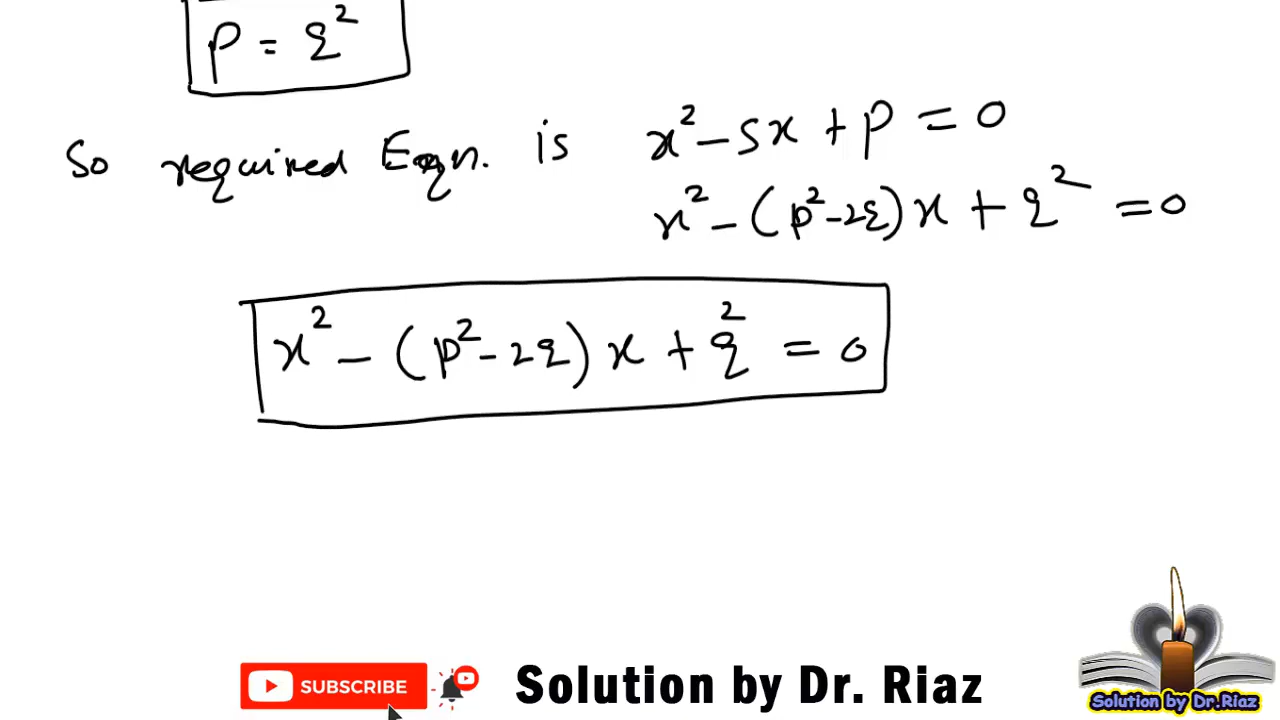 P = q²
So required Eqn. is x² - Sx + P = 0
x² - (p² - 2q)x + q² = 0
x² - (p² - 2q)x + q² = 0
SUBSCRIBE
Solution by Dr. Riaz
Solution by Dr.Riaz